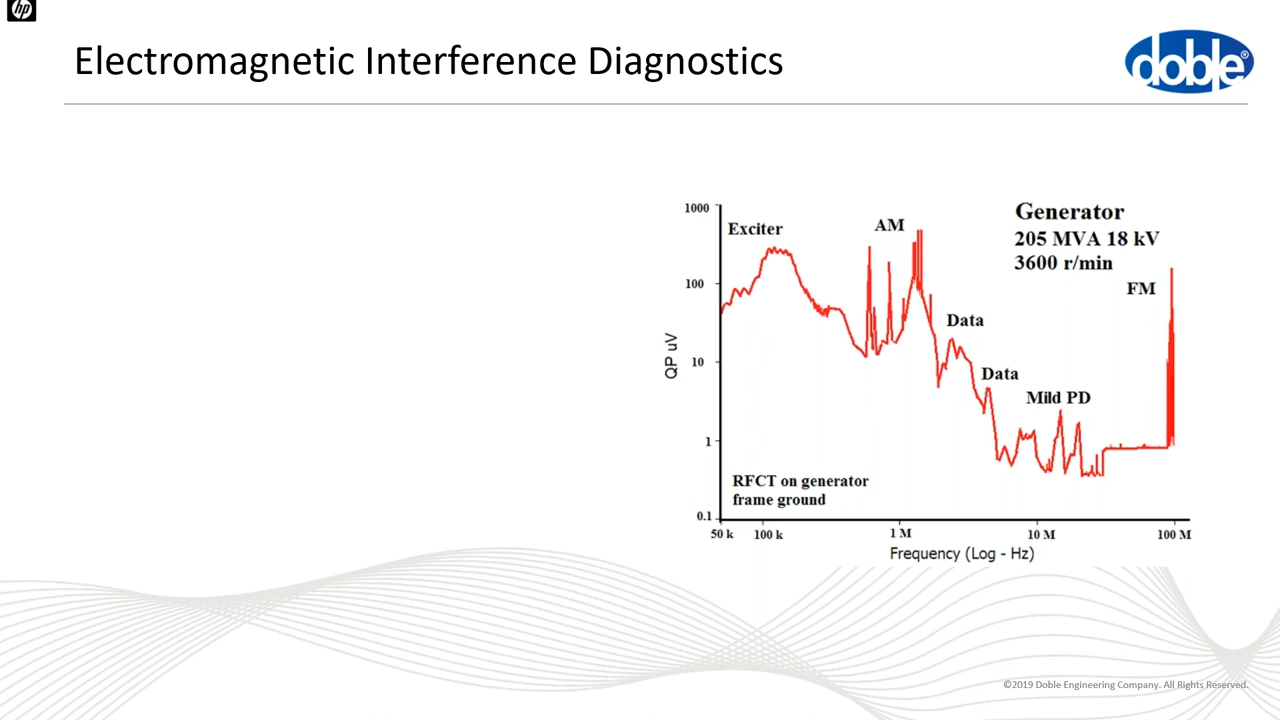 hp
Electromagnetic Interference Diagnostics
doble®
Generator
205 MVA 18 kV
3600 r/min
1000
100
10
1
0.1
QP uV
Exciter
AM
FM
Data
Data
Mild PD
RFCT on generator
frame ground
50 k 100 k 1 M 10 M 100 M
Frequency (Log - Hz)
©2019 Doble Engineering Company. All Rights Reserved.